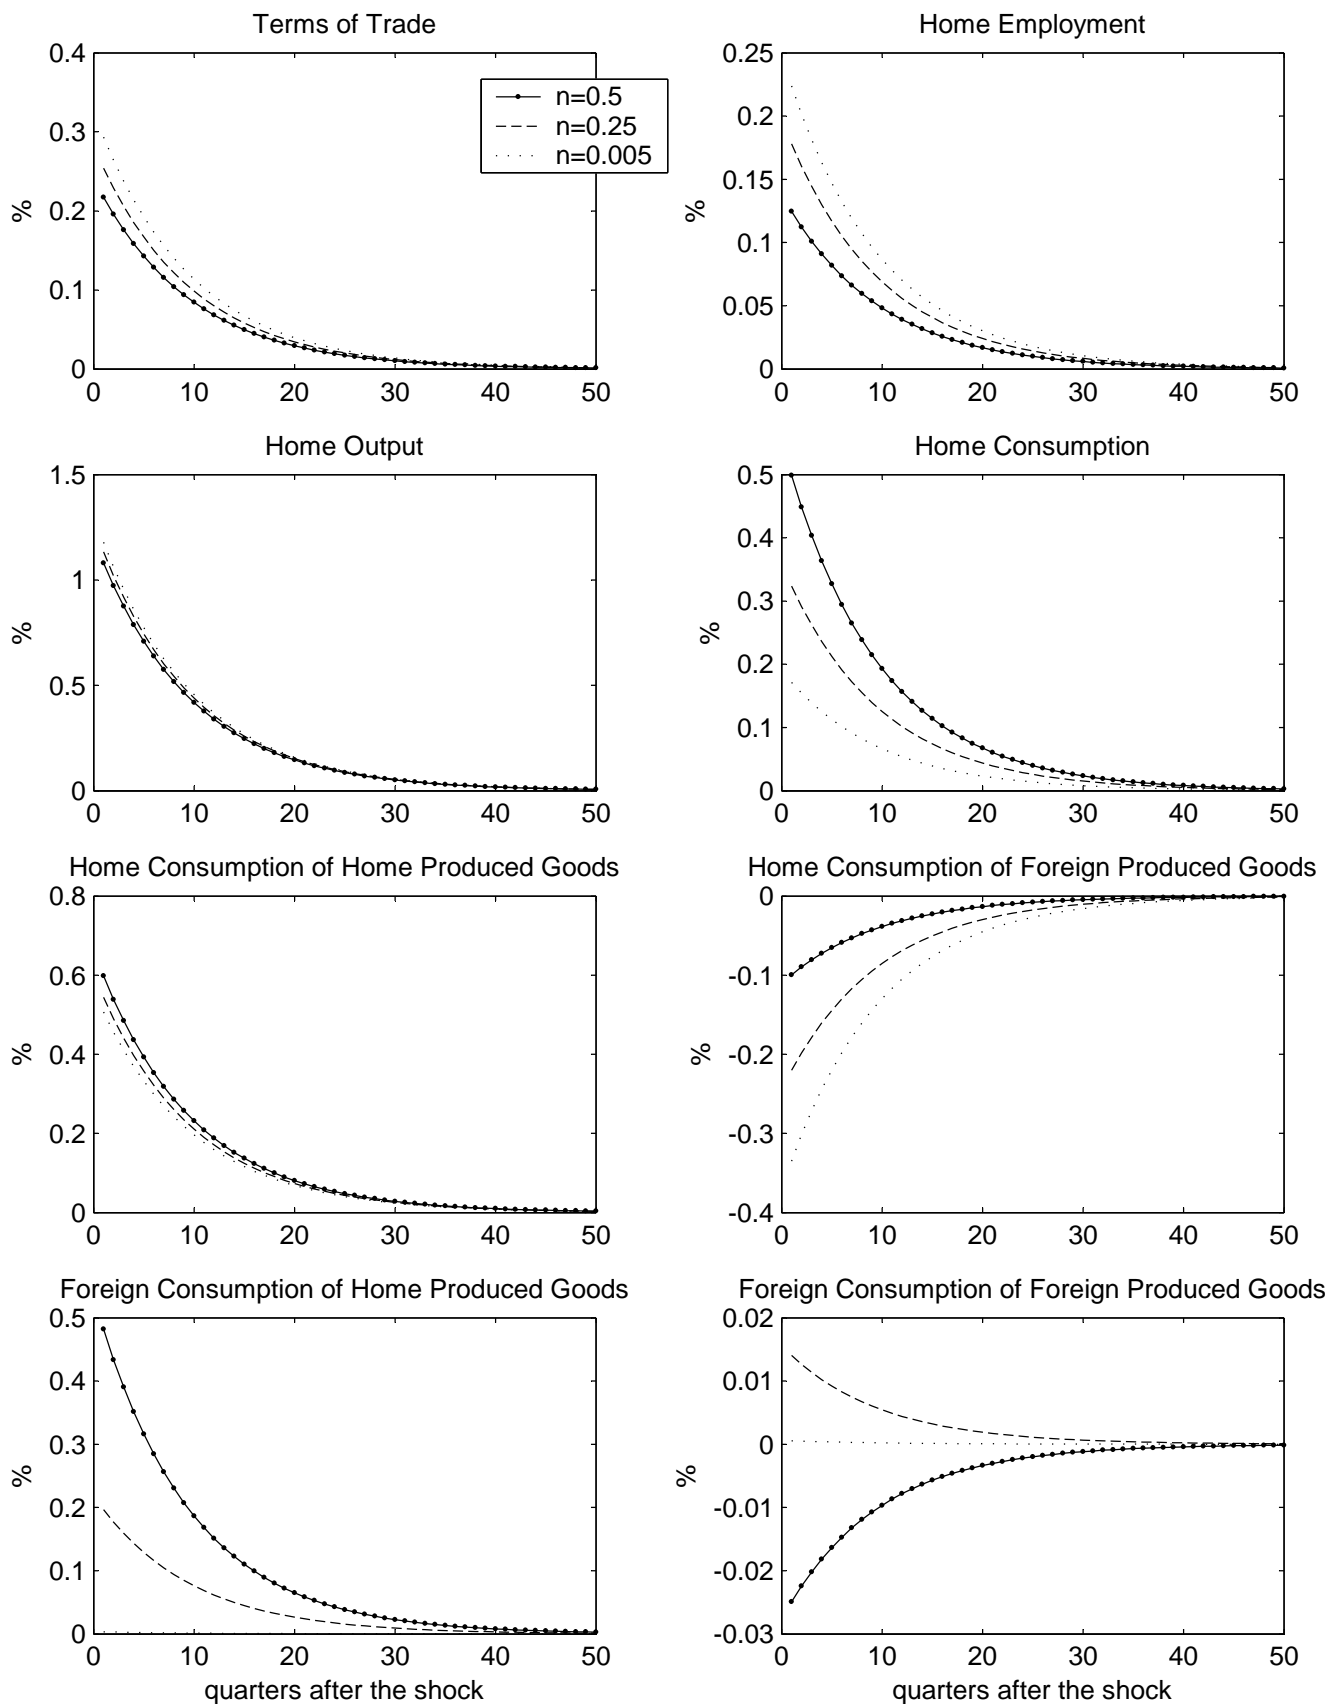 Terms of Trade
0.4
0.3
0.2
0.1
0
%
0 10 20 30 40 50
n=0.5
n=0.25
n=0.005
Home Employment
0.25
0.2
0.15
0.1
0.05
0
%
0 10 20 30 40 50
Home Output
1.5
1
0.5
0
%
0 10 20 30 40 50
Home Consumption
0.5
0.4
0.3
0.2
0.1
0
%
0 10 20 30 40 50
Home Consumption of Home Produced Goods
0.8
0.6
0.4
0.2
0
%
0 10 20 30 40 50
Home Consumption of Foreign Produced Goods
0
-0.1
-0.2
-0.3
-0.4
%
0 10 20 30 40 50
Foreign Consumption of Home Produced Goods
0.5
0.4
0.3
0.2
0.1
0
%
0 10 20 30 40 50
quarters after the shock
Foreign Consumption of Foreign Produced Goods
0.02
0.01
0
-0.01
-0.02
-0.03
%
0 10 20 30 40 50
quarters after the shock